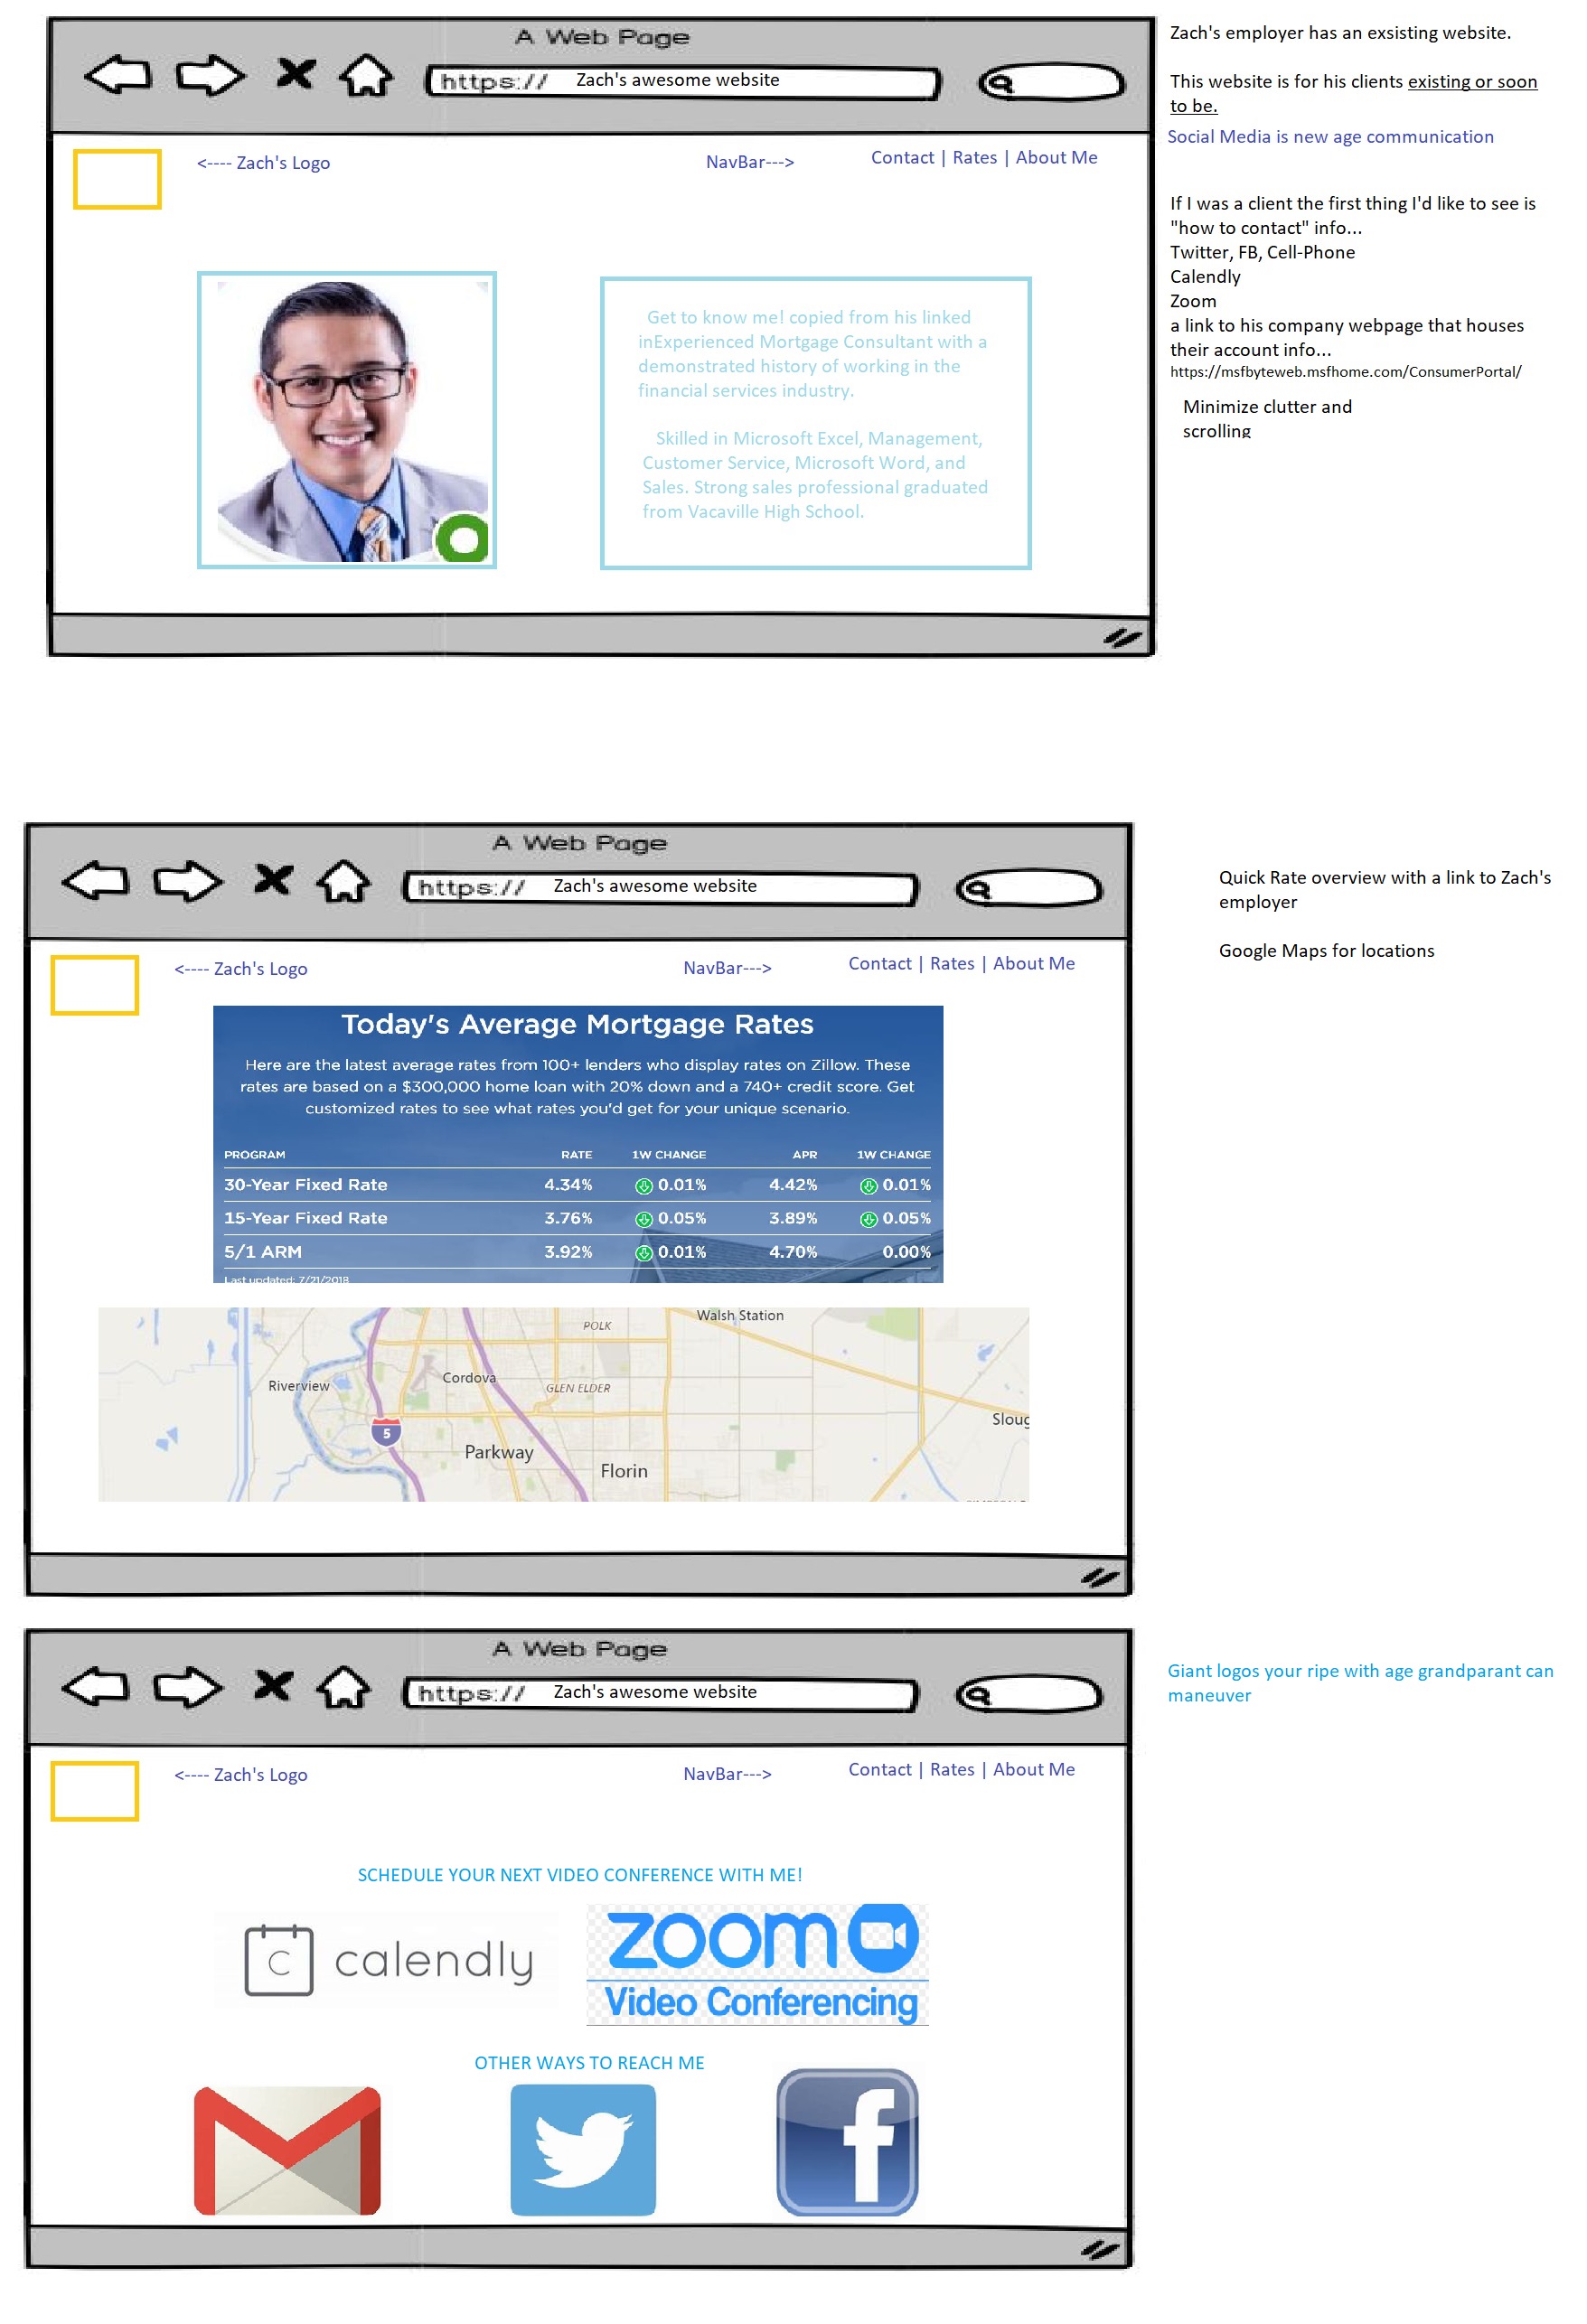 A Web Page
https:// Zach's awesome website
<---- Zach's Logo
NavBar--->
Contact | Rates | About Me
Get to know me! copied from his linked
inExperienced Mortgage Consultant with a
demonstrated history of working in the
financial services industry.
Skilled in Microsoft Excel, Management,
Customer Service, Microsoft Word, and
Sales. Strong sales professional graduated
from Vacaville High School.
Zach's employer has an exsisting website.
This website is for his clients existing or soon
to be.
Social Media is new age communication
If I was a client the first thing I'd like to see is
"how to contact" info...
Twitter, FB, Cell-Phone
Calendly
Zoom
a link to his company webpage that houses
their account info...
https://msfbyteweb.msfhome.com/ConsumerPortal/
Minimize clutter and
scrolling
A Web Page
https:// Zach's awesome website
<---- Zach's Logo
NavBar--->
Contact | Rates | About Me
Today's Average Mortgage Rates
Here are the latest average rates from 100+ lenders who display rates on Zillow. These
rates are based on a $300,000 home loan with 20% down and a 740+ credit score. Get
customized rates to see what rates you'd get for your unique scenario.
PROGRAM RATE 1W CHANGE APR 1W CHANGE
30-Year Fixed Rate 4.34% 0.01% 4.42% 0.01%
15-Year Fixed Rate 3.76% 0.05% 3.89% 0.05%
5/1 ARM 3.92% 0.01% 4.70% 0.00%
Last updated: 7/21/2018
Walsh Station
POLK
Cordova
Riverview
GLEN ELDER
Sloug
5
Parkway
Florin
Quick Rate overview with a link to Zach's
employer
Google Maps for locations
A Web Page
https:// Zach's awesome website
<---- Zach's Logo
NavBar--->
Contact | Rates | About Me
SCHEDULE YOUR NEXT VIDEO CONFERENCE WITH ME!
C calendly
zoom
Video Conferencing
OTHER WAYS TO REACH ME
f
Giant logos your ripe with age grandparant can
maneuver